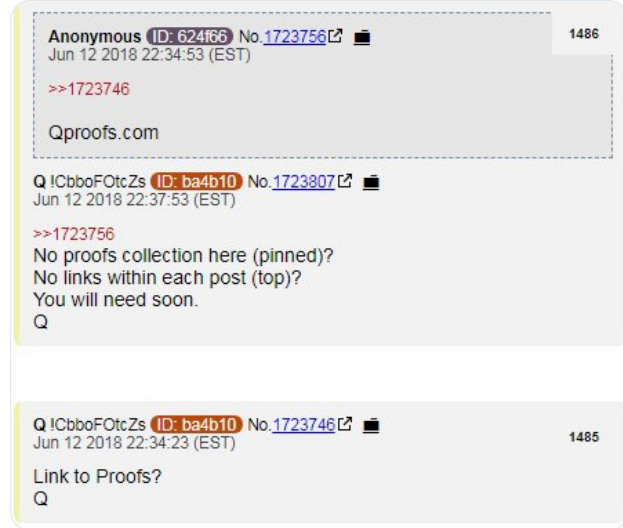 Anonymous ID: 624f66 No.1723756
1486
Jun 12 2018 22:34:53 (EST)
>>1723746
Qproofs.com
Q !CbboFOtcZs ID: ba4b10 No.1723807
Jun 12 2018 22:37:53 (EST)
>>1723756
No proofs collection here (pinned)?
No links within each post (top)?
You will need soon.
Q
Q !CbboFOtcZs ID: ba4b10 No.1723746
1485
Jun 12 2018 22:34:23 (EST)
Link to Proofs?
Q